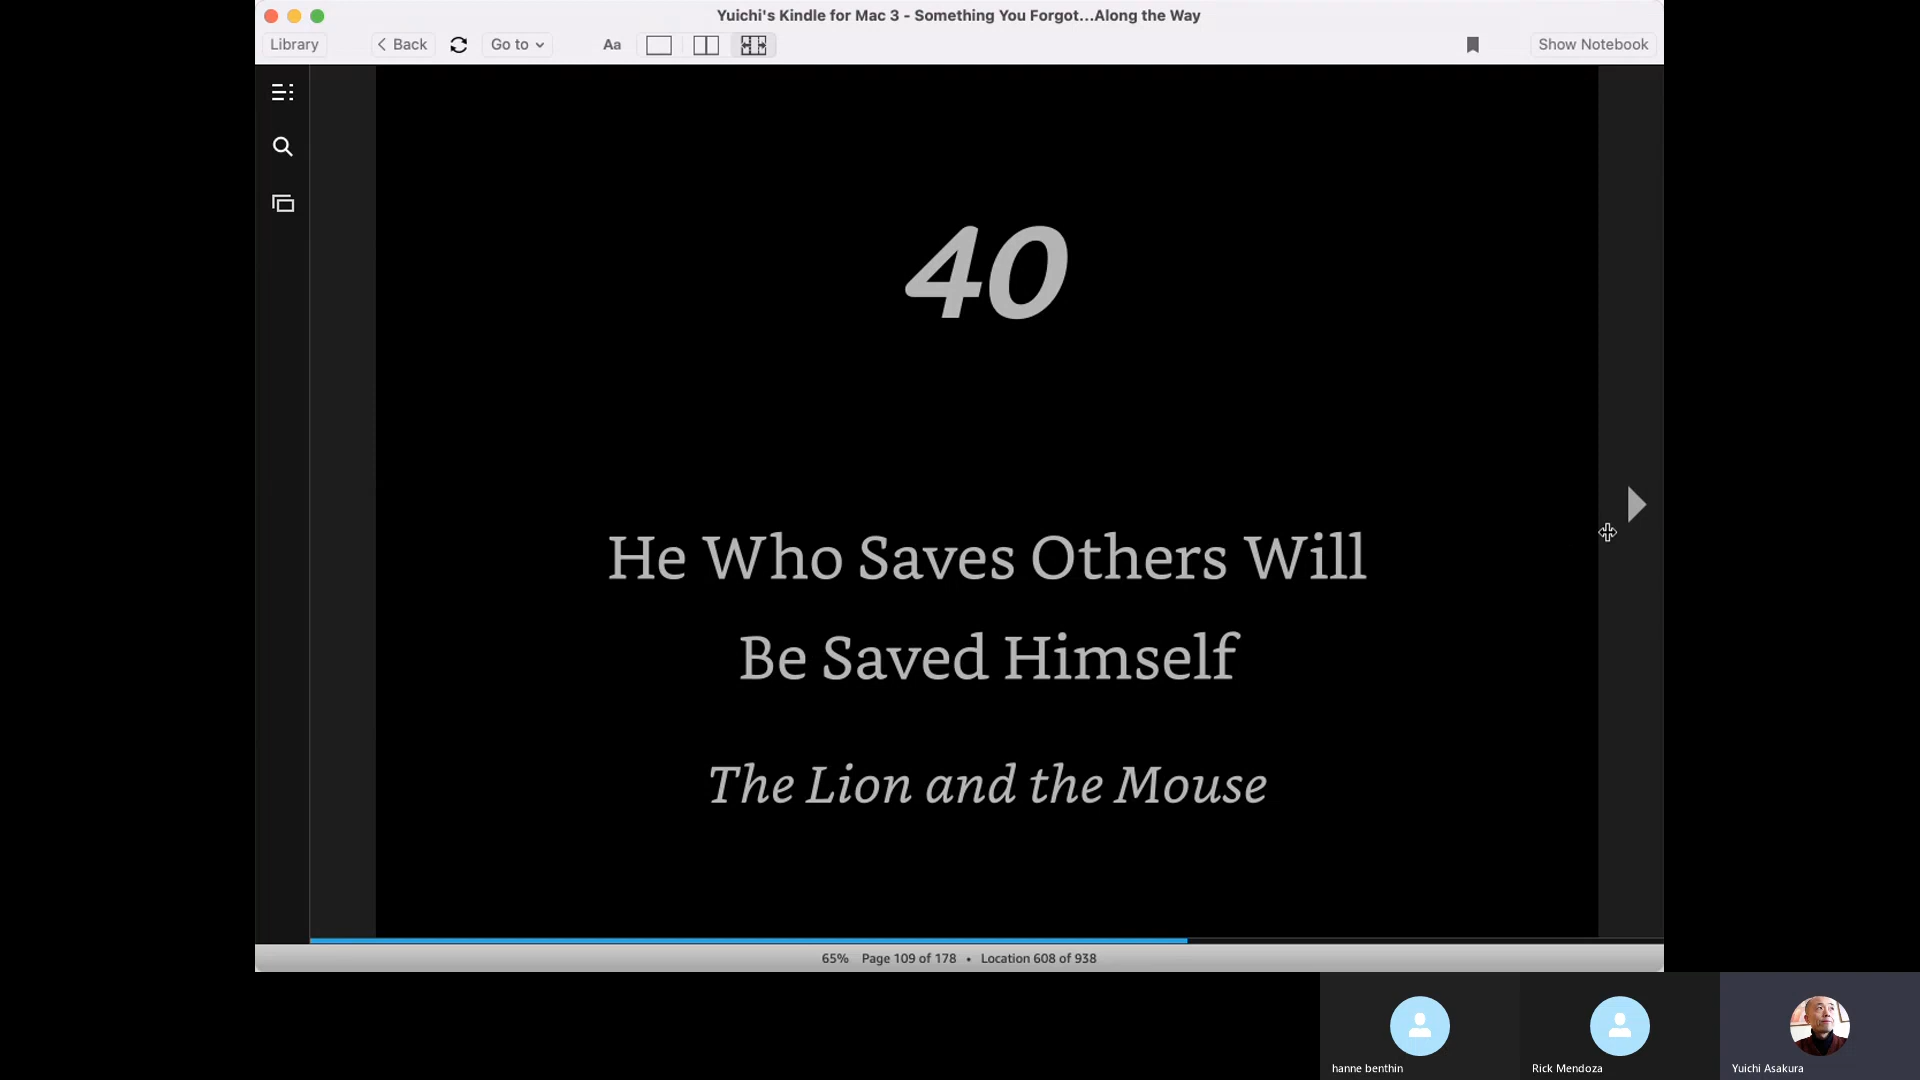 Yuichi's Kindle for Mac 3 - Something You Forgot...Along the Way
Library
Back
Go to
Aa
Show Notebook
40
He Who Saves Others Will
Be Saved Himself
The Lion and the Mouse
65% Page 109 of 178 • Location 608 of 938
hanne benthin
Rick Mendoza
Yuichi Asakura